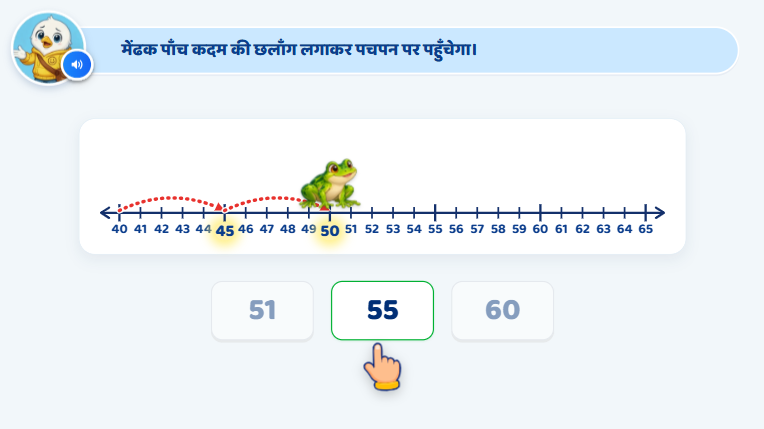 मेंढक पाँच कदम की छलाँग लगाकर पचपन पर पहुँचेगा।
40 41 42 43 44 45 46 47 48 49 50 51 52 53 54 55 56 57 58 59 60 61 62 63 64 65
51 55 60